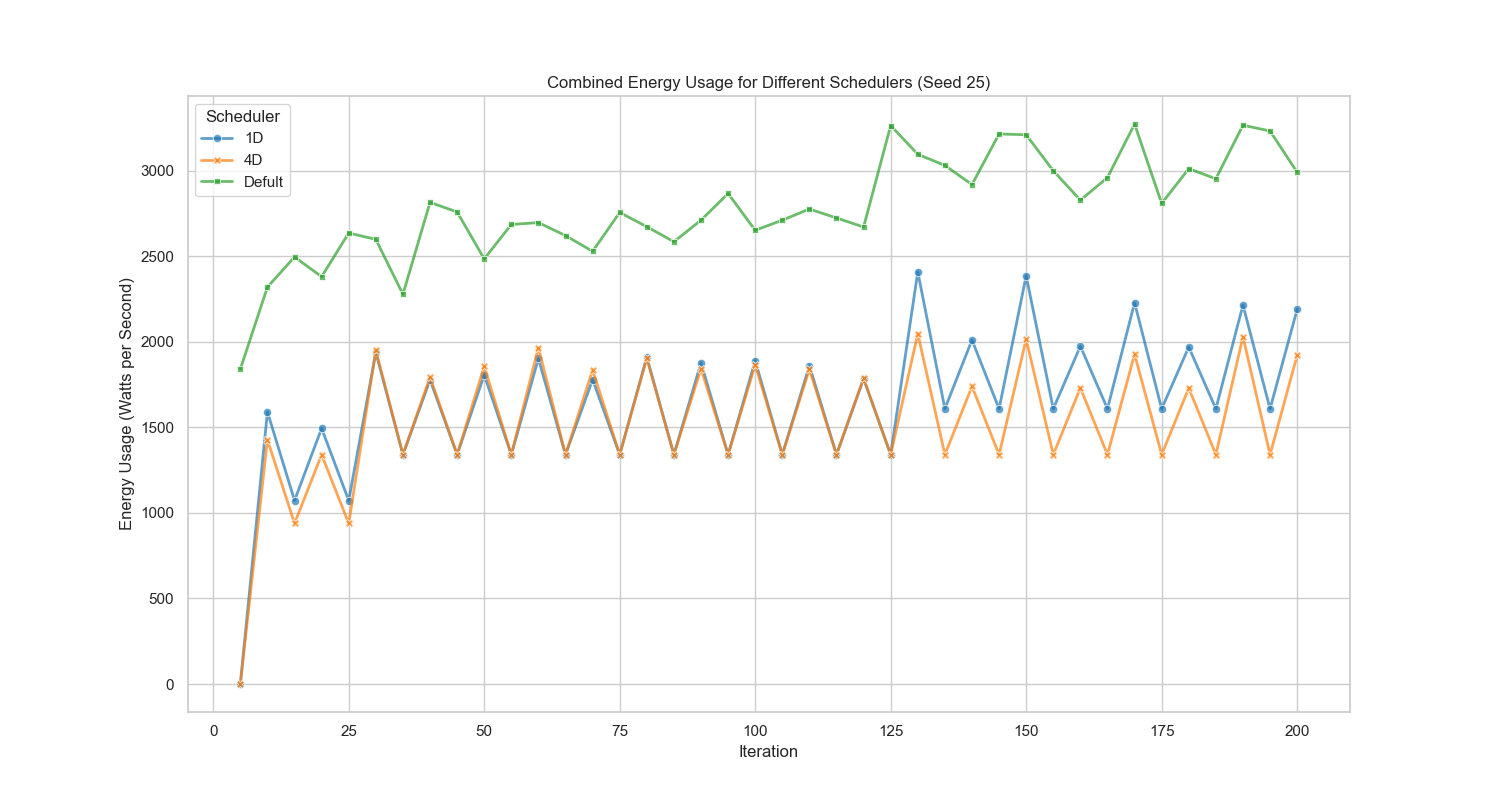 Combined Energy Usage for Different Schedulers (Seed 25)
Scheduler
1D
4D
Defult
Energy Usage (Watts per Second)
3000
2500
2000
1500
1000
500
0
0 25 50 75 100 125 150 175 200
Iteration